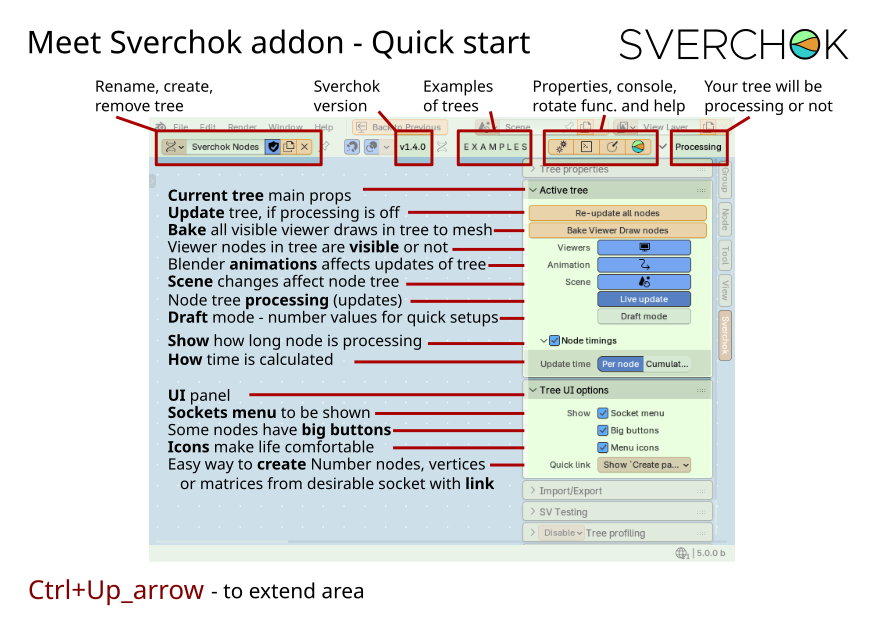 Meet Sverchok addon - Quick start
SVERCHOK
Rename, create,
remove tree
Sverchok
version
Examples
of trees
Properties, console,
rotate func. and help
Your tree will be
processing or not
File Edit Render Window Help Back to Previous Scene View Layer
Sverchok Nodes v1.4.0 EXAMPLES Processing
Tree properties
Current tree main props
Active tree
Update tree, if processing is off
Re-update all nodes
Bake all visible viewer draws in tree to mesh
Bake Viewer Draw nodes
Viewer nodes in tree are visible or not
Viewers
Blender animations affects updates of tree
Animation
Scene changes affect node tree
Scene
Node tree processing (updates)
Live update
Draft mode - number values for quick setups
Draft mode
Show how long node is processing
Node timings
How time is calculated
Update time Per node Cumulat...
UI panel
Tree UI options
Sockets menu to be shown
Show Socket menu
Some nodes have big buttons
Big buttons
Icons make life comfortable
Menu icons
Easy way to create Number nodes, vertices
or matrices from desirable socket with link
Quick link Show `Create pa...
Import/Export
SV Testing
Disable Tree profiling
Group
Node
Tool
View
Sverchok
5.0.0 b
Ctrl+Up_arrow - to extend area